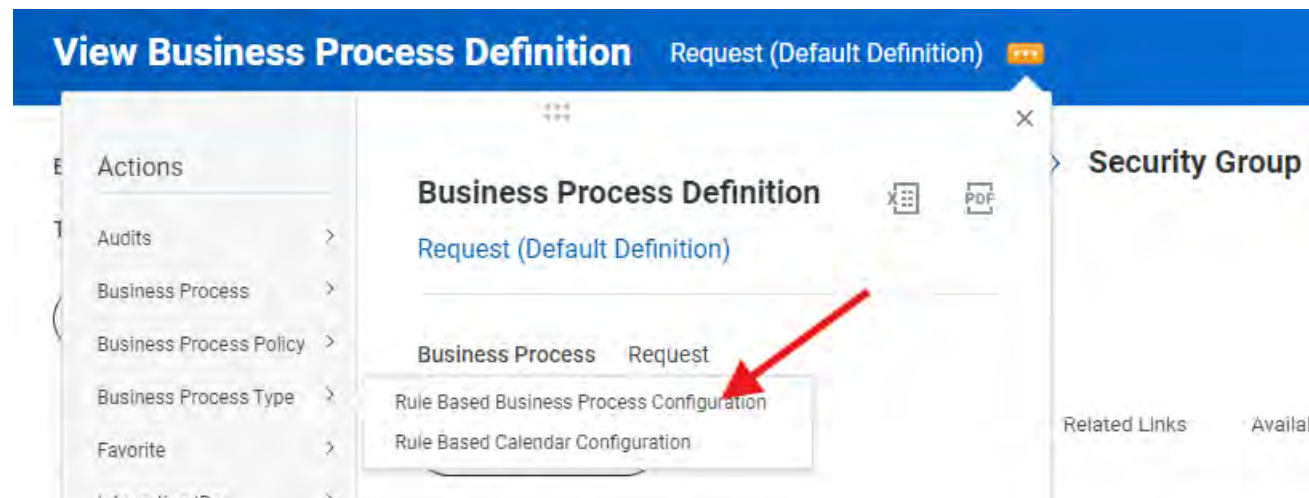 View Business Process Definition Request (Default Definition)
Actions
Audits
Business Process
Business Process Policy
Business Process Type
Favorite
Business Process Definition
PDF
Request (Default Definition)
Business Process Request
Rule Based Business Process Configuration
Rule Based Calendar Configuration
Security Group
Related Links